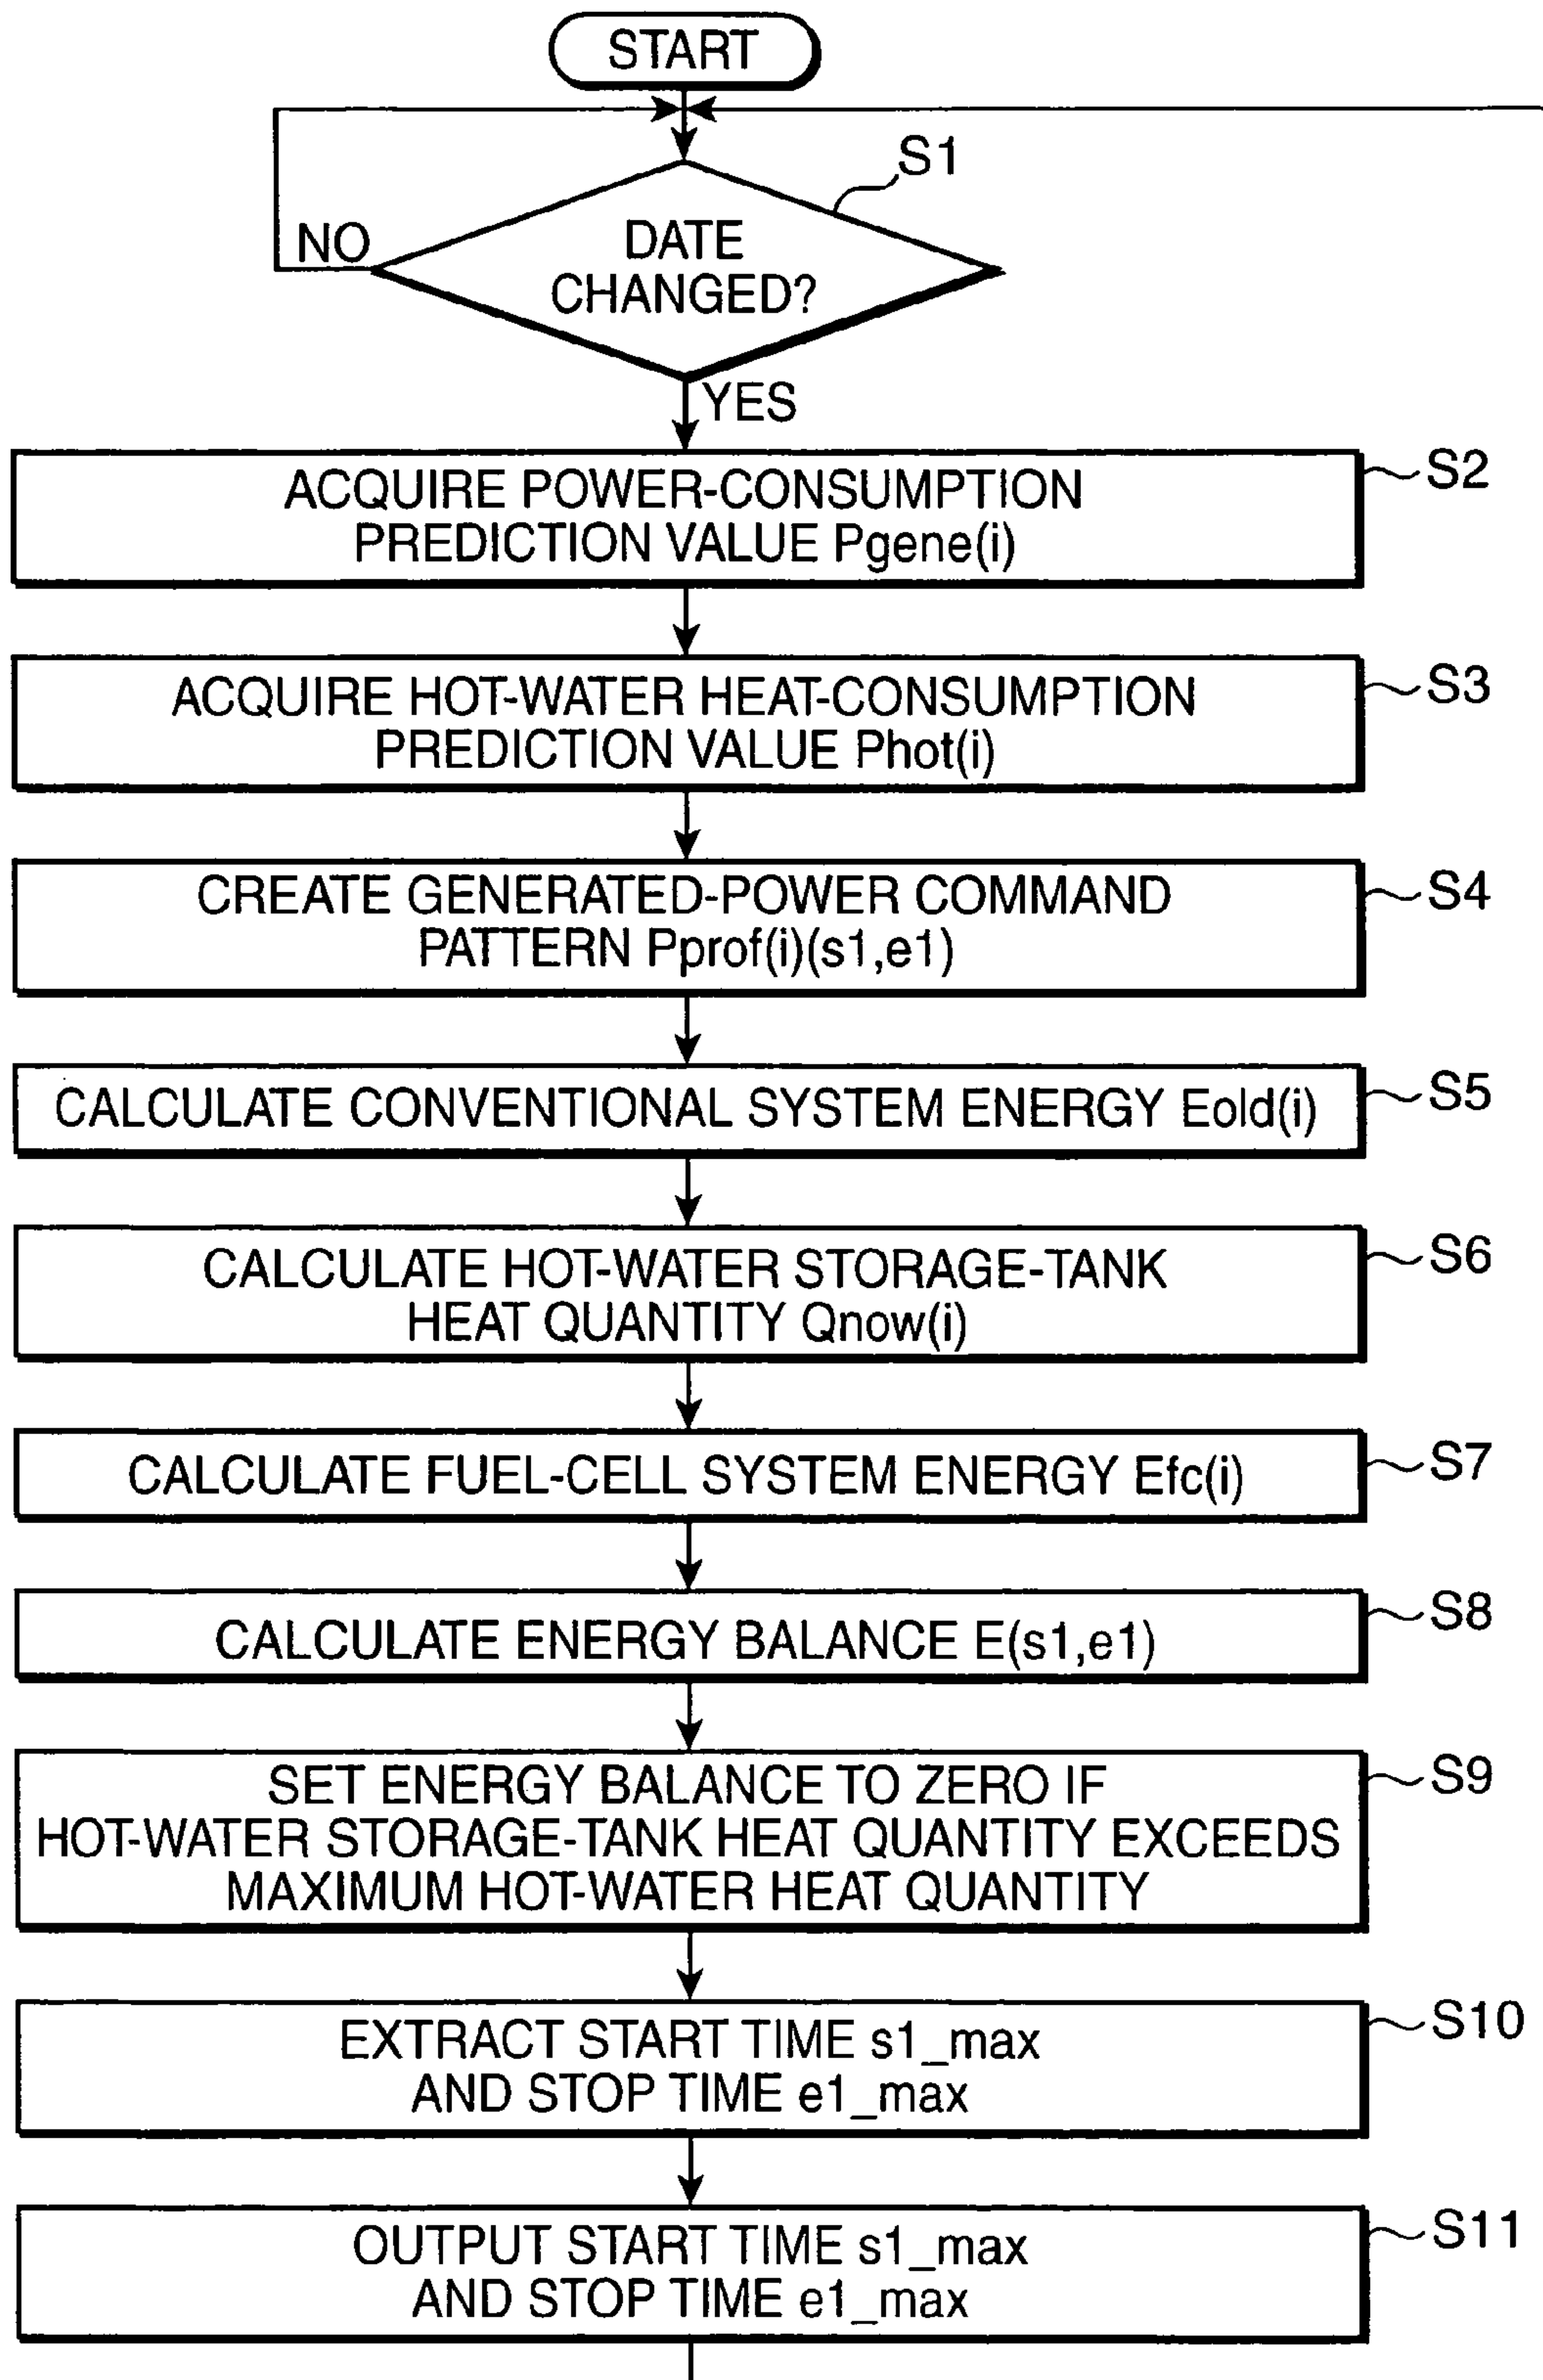 START
S1
NO
DATE
CHANGED?
YES
ACQUIRE POWER-CONSUMPTION
PREDICTION VALUE Pgene(i)
S2
ACQUIRE HOT-WATER HEAT-CONSUMPTION
PREDICTION VALUE Phot(i)
S3
CREATE GENERATED-POWER COMMAND
PATTERN Pprof(i)(s1,e1)
S4
CALCULATE CONVENTIONAL SYSTEM ENERGY Eold(i)
S5
CALCULATE HOT-WATER STORAGE-TANK
HEAT QUANTITY Qnow(i)
S6
CALCULATE FUEL-CELL SYSTEM ENERGY Efc(i)
S7
CALCULATE ENERGY BALANCE E(s1,e1)
S8
SET ENERGY BALANCE TO ZERO IF
HOT-WATER STORAGE-TANK HEAT QUANTITY EXCEEDS
MAXIMUM HOT-WATER HEAT QUANTITY
S9
EXTRACT START TIME s1_max
AND STOP TIME e1_max
S10
OUTPUT START TIME s1_max
AND STOP TIME e1_max
S11